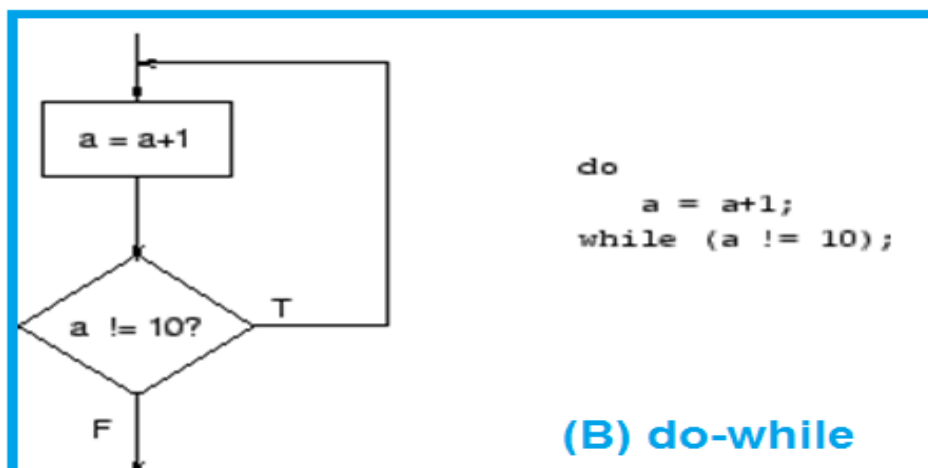 a = a+1
a != 10?
T
F
do
a = a+1;
while (a != 10);
(B) do-while